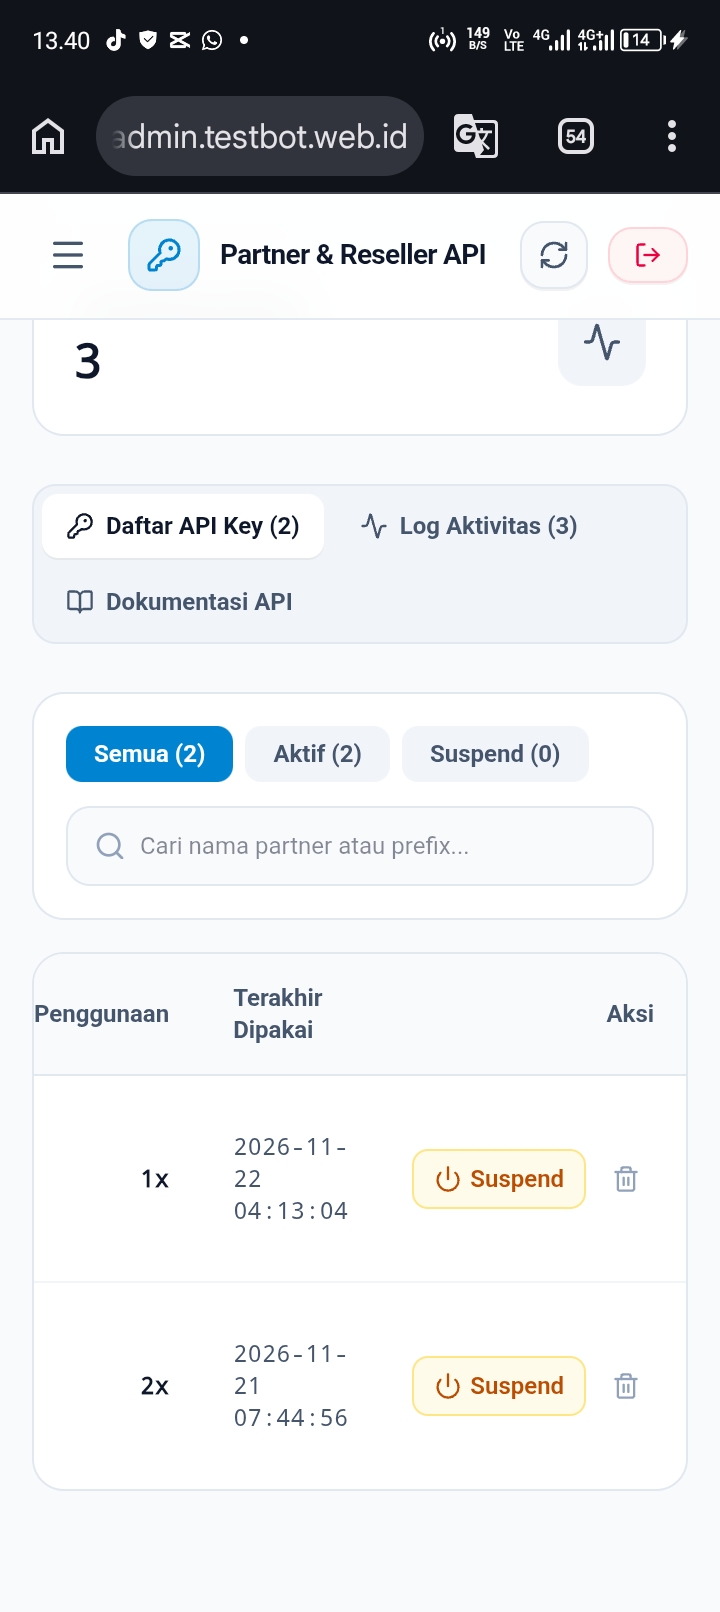 13.40
149 B/S
Vo LTE
4G
4G+
14
admin.testbot.web.id
54
Partner & Reseller API
3
Daftar API Key (2)
Log Aktivitas (3)
Dokumentasi API
Semua (2)
Aktif (2)
Suspend (0)
Cari nama partner atau prefix...
Penggunaan
Terakhir
Dipakai
Aksi
1x
2026-11-
22
04:13:04
Suspend
2x
2026-11-
21
07:44:56
Suspend